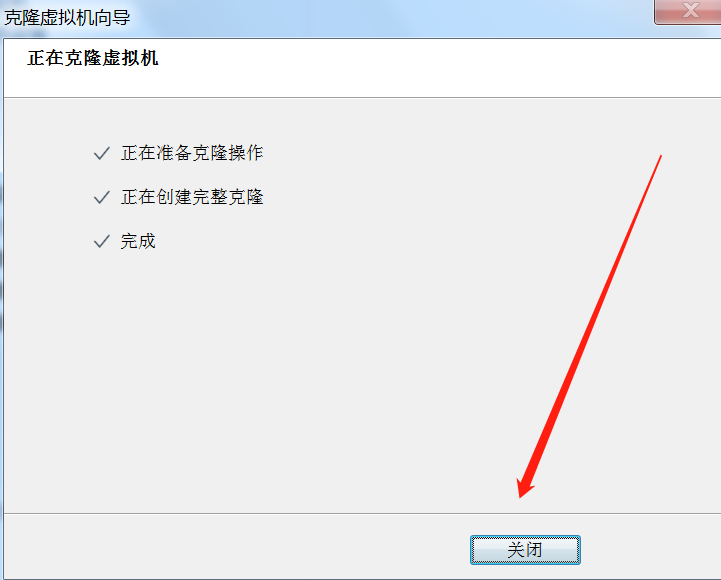 克隆虚拟机向导
正在克隆虚拟机
正在准备克隆操作
正在创建完整克隆
完成
关闭